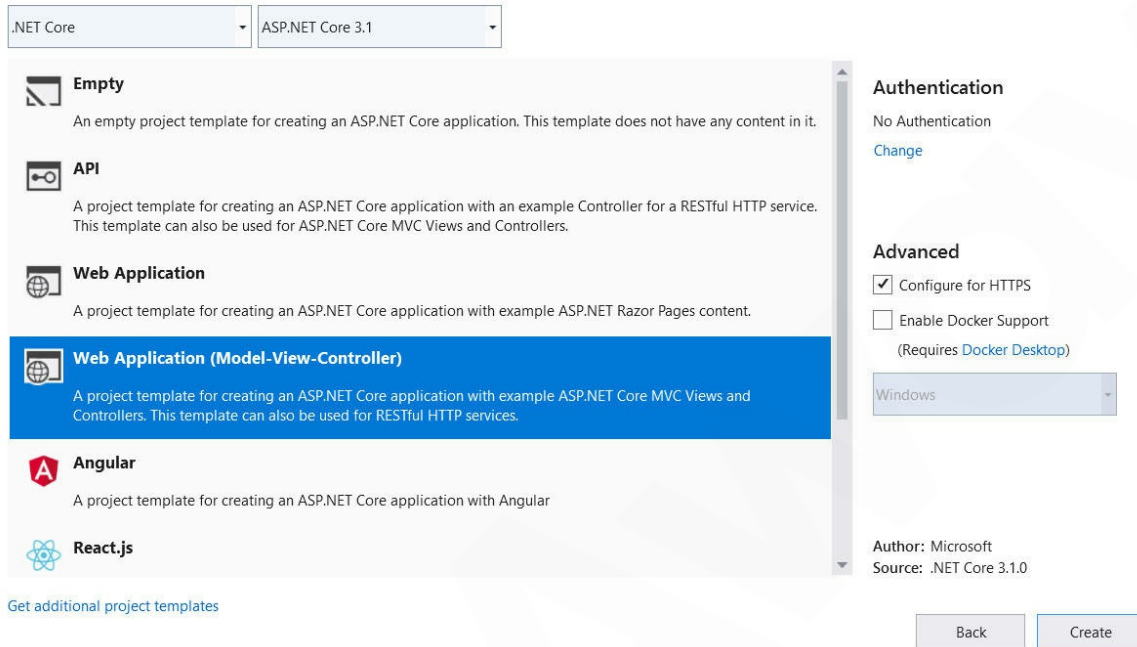 .NET Core
ASP.NET Core 3.1
Empty
An empty project template for creating an ASP.NET Core application. This template does not have any content in it.
API
A project template for creating an ASP.NET Core application with an example Controller for a RESTful HTTP service.
This template can also be used for ASP.NET Core MVC Views and Controllers.
Web Application
A project template for creating an ASP.NET Core application with example ASP.NET Razor Pages content.
Web Application (Model-View-Controller)
A project template for creating an ASP.NET Core application with example ASP.NET Core MVC Views and
Controllers. This template can also be used for RESTful HTTP services.
Angular
A project template for creating an ASP.NET Core application with Angular
React.js
Get additional project templates
Authentication
No Authentication
Change
Advanced
Configure for HTTPS
Enable Docker Support
(Requires Docker Desktop)
Windows
Author: Microsoft
Source: .NET Core 3.1.0
Back
Create